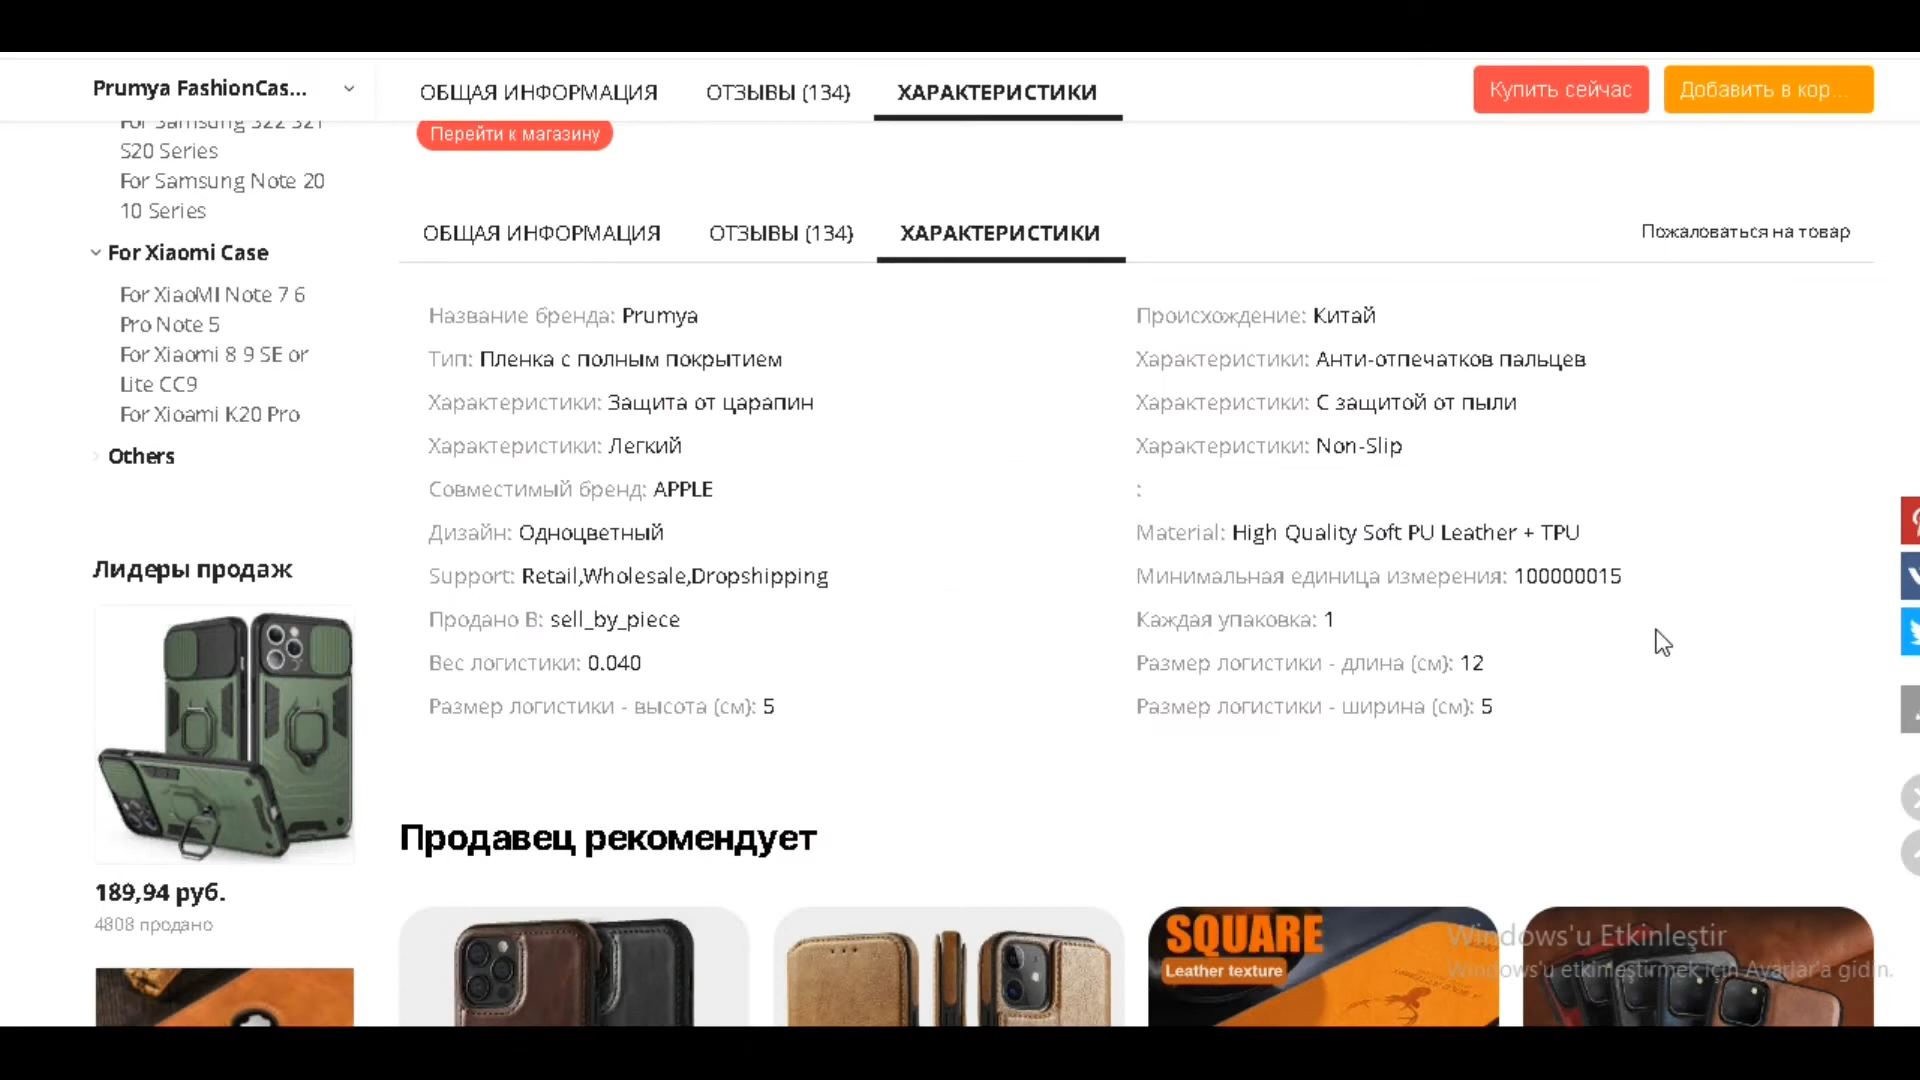 Prumya FashionCas...
ОБЩАЯ ИНФОРМАЦИЯ
ОТЗЫВЫ (134)
ХАРАКТЕРИСТИКИ
Купить сейчас
Добавить в кор...
For Samsung S22 S21
S20 Series
For Samsung Note 20
10 Series
For Xiaomi Case
For XiaoMI Note 7 6
Pro Note 5
For Xiaomi 8 9 SE or
Lite CC9
For Xioami K20 Pro
Others
Лидеры продаж
189,94 руб.
4808 продано
Перейти к магазину
ОБЩАЯ ИНФОРМАЦИЯ
ОТЗЫВЫ (134)
ХАРАКТЕРИСТИКИ
Пожаловаться на товар
Название бренда: Prumya
Происхождение: Китай
Тип: Пленка с полным покрытием
Характеристики: Анти-отпечатков пальцев
Характеристики: Защита от царапин
Характеристики: С защитой от пыли
Характеристики: Легкий
Характеристики: Non-Slip
Совместимый бренд: APPLE
:
Дизайн: Одноцветный
Material: High Quality Soft PU Leather + TPU
Support: Retail,Wholesale,Dropshipping
Минимальная единица измерения: 100000015
Продано В: sell_by_piece
Каждая упаковка: 1
Вес логистики: 0.040
Размер логистики - длина (см): 12
Размер логистики - высота (см): 5
Размер логистики - ширина (см): 5
Продавец рекомендует
SQUARE
Leather texture
Windows'u Etkinleştir
Windows'u etkinleştirmek için Ayarlar'a gidin.